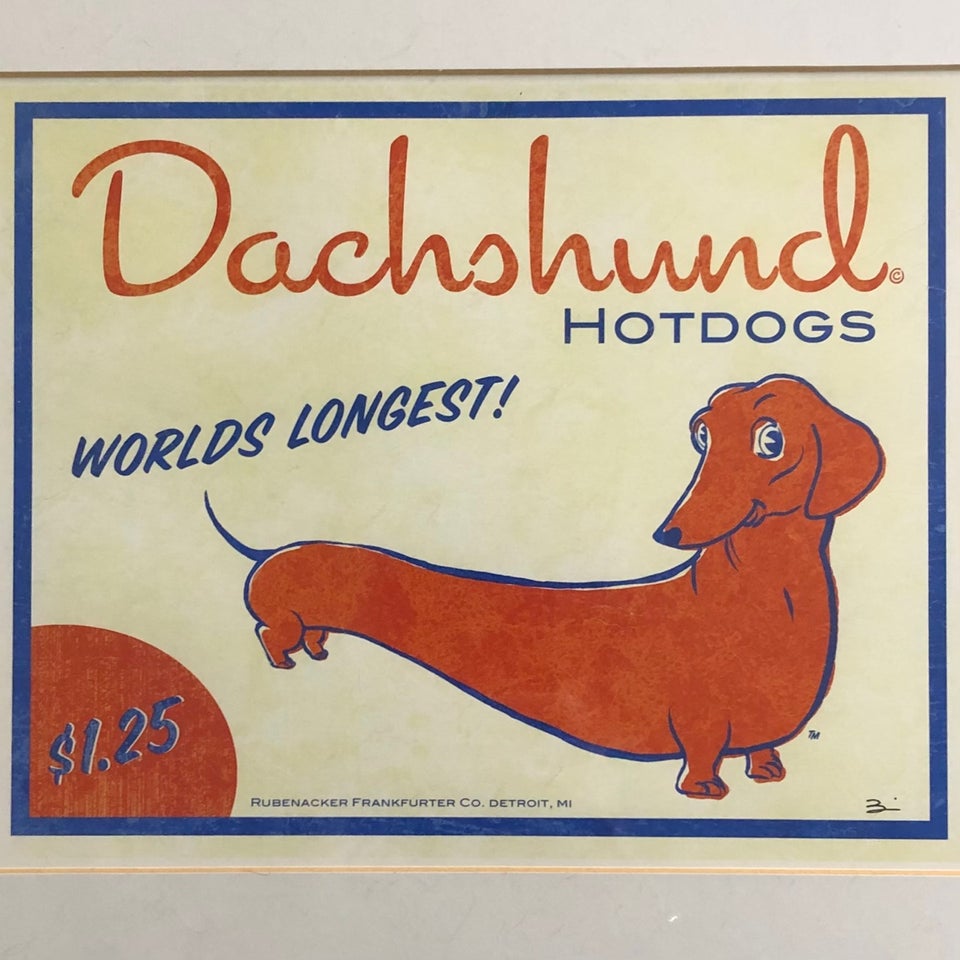 Dachshund©
HOTDOGS
WORLDS LONGEST!
$1.25
TM
RUBENACKER FRANKFURTER CO. DETROIT, MI